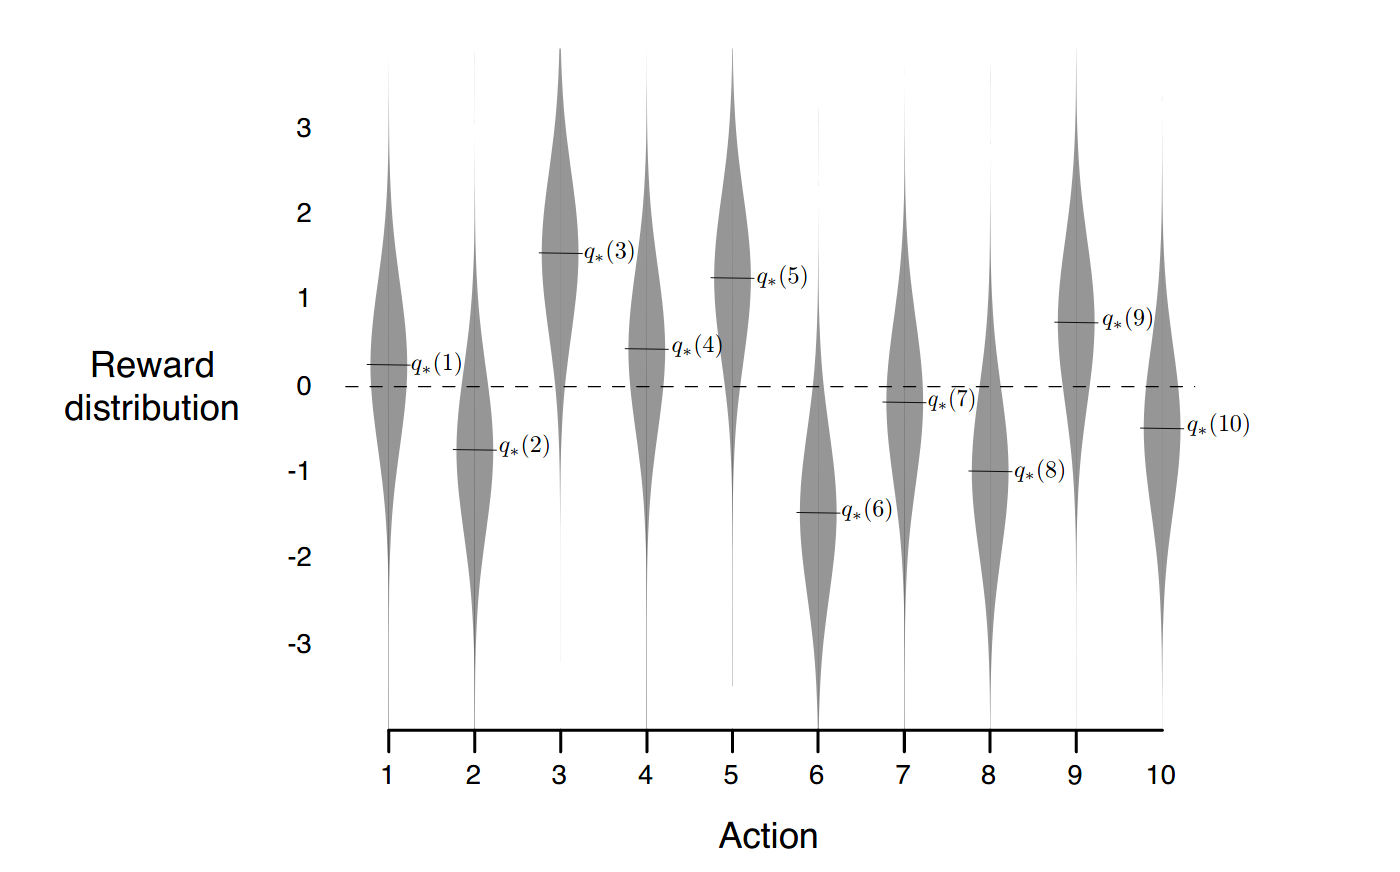 3
2
1
0
-1
-2
-3
Reward
distribution
q∗(1)
q∗(2)
q∗(3)
q∗(4)
q∗(5)
q∗(6)
q∗(7)
q∗(8)
q∗(9)
q∗(10)
1 2 3 4 5 6 7 8 9 10
Action